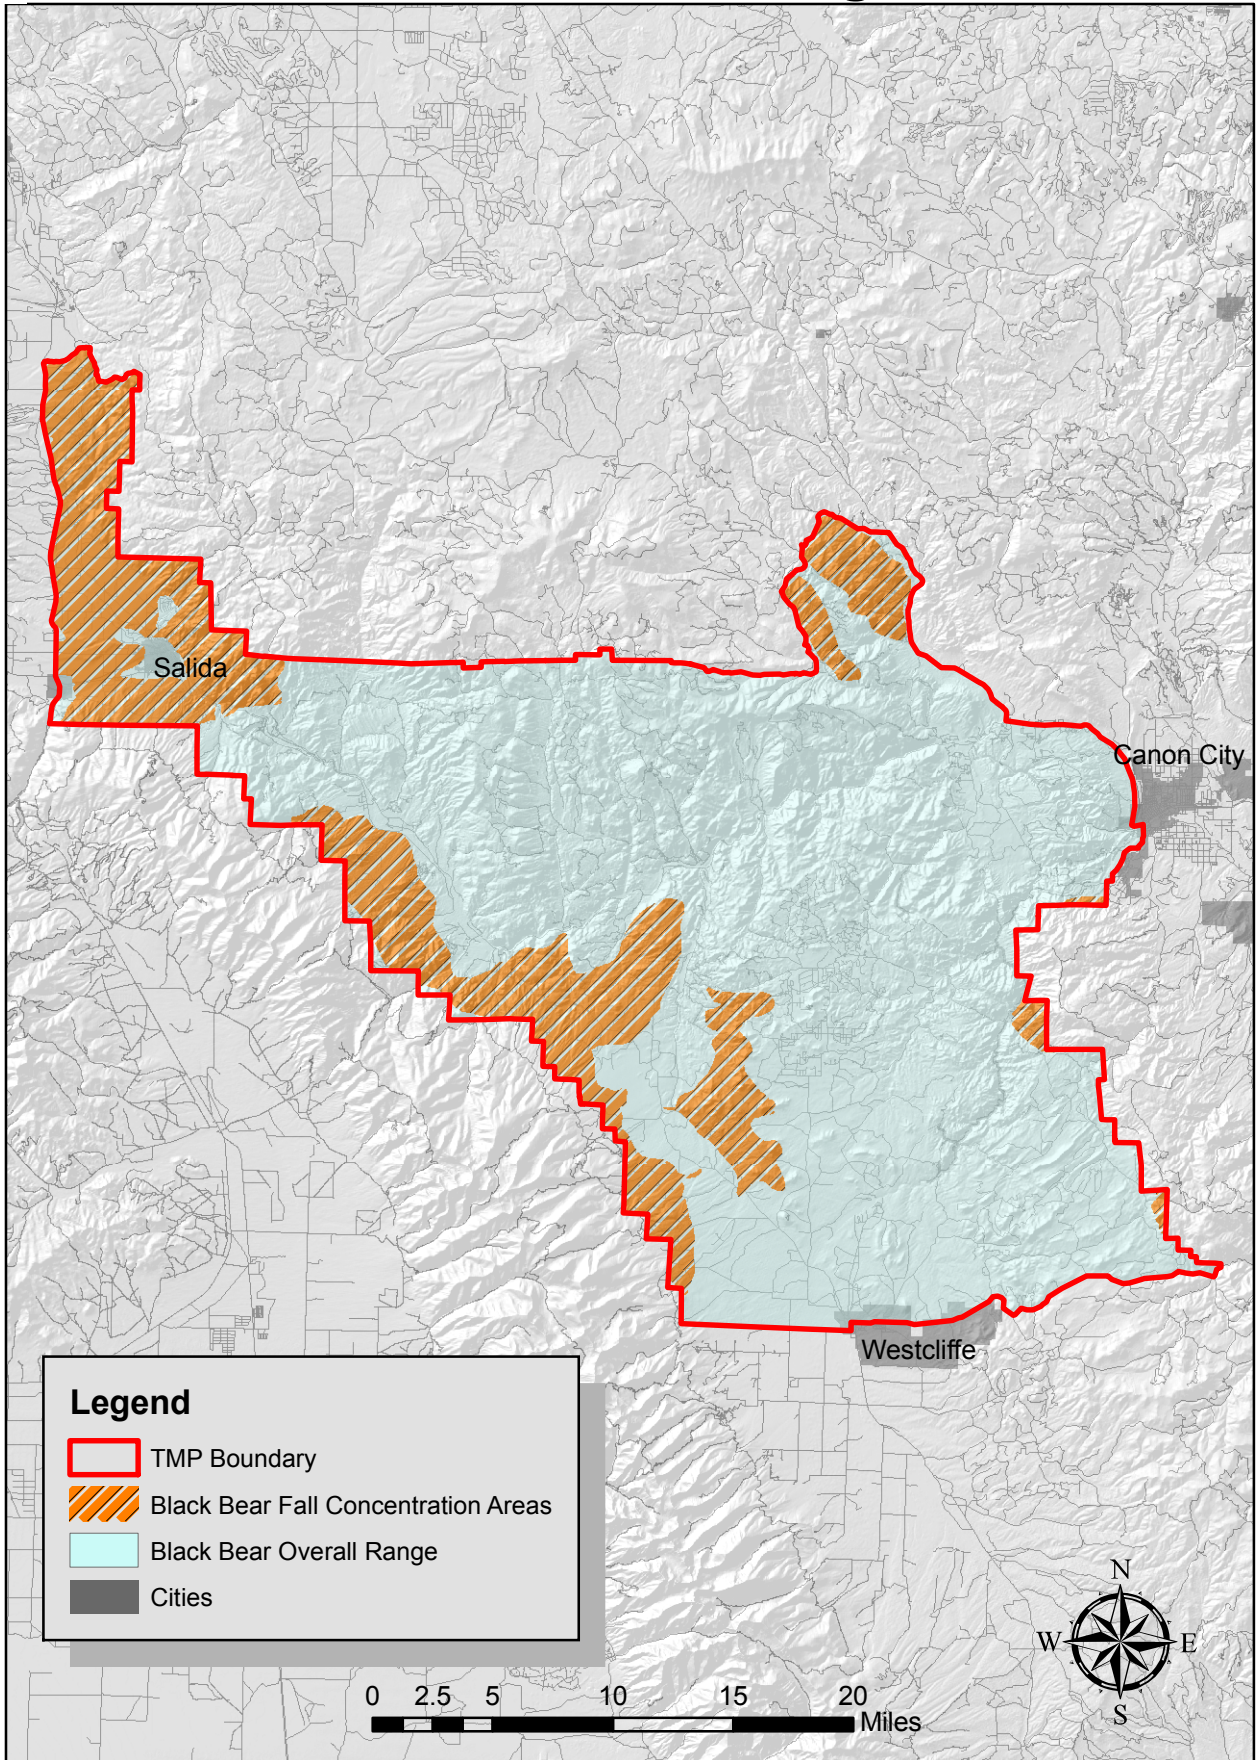 Salida
Canon City
Westcliffe
Legend
TMP Boundary
Black Bear Fall Concentration Areas
Black Bear Overall Range
Cities
N
W E
S
0 2.5 5 10 15 20
Miles